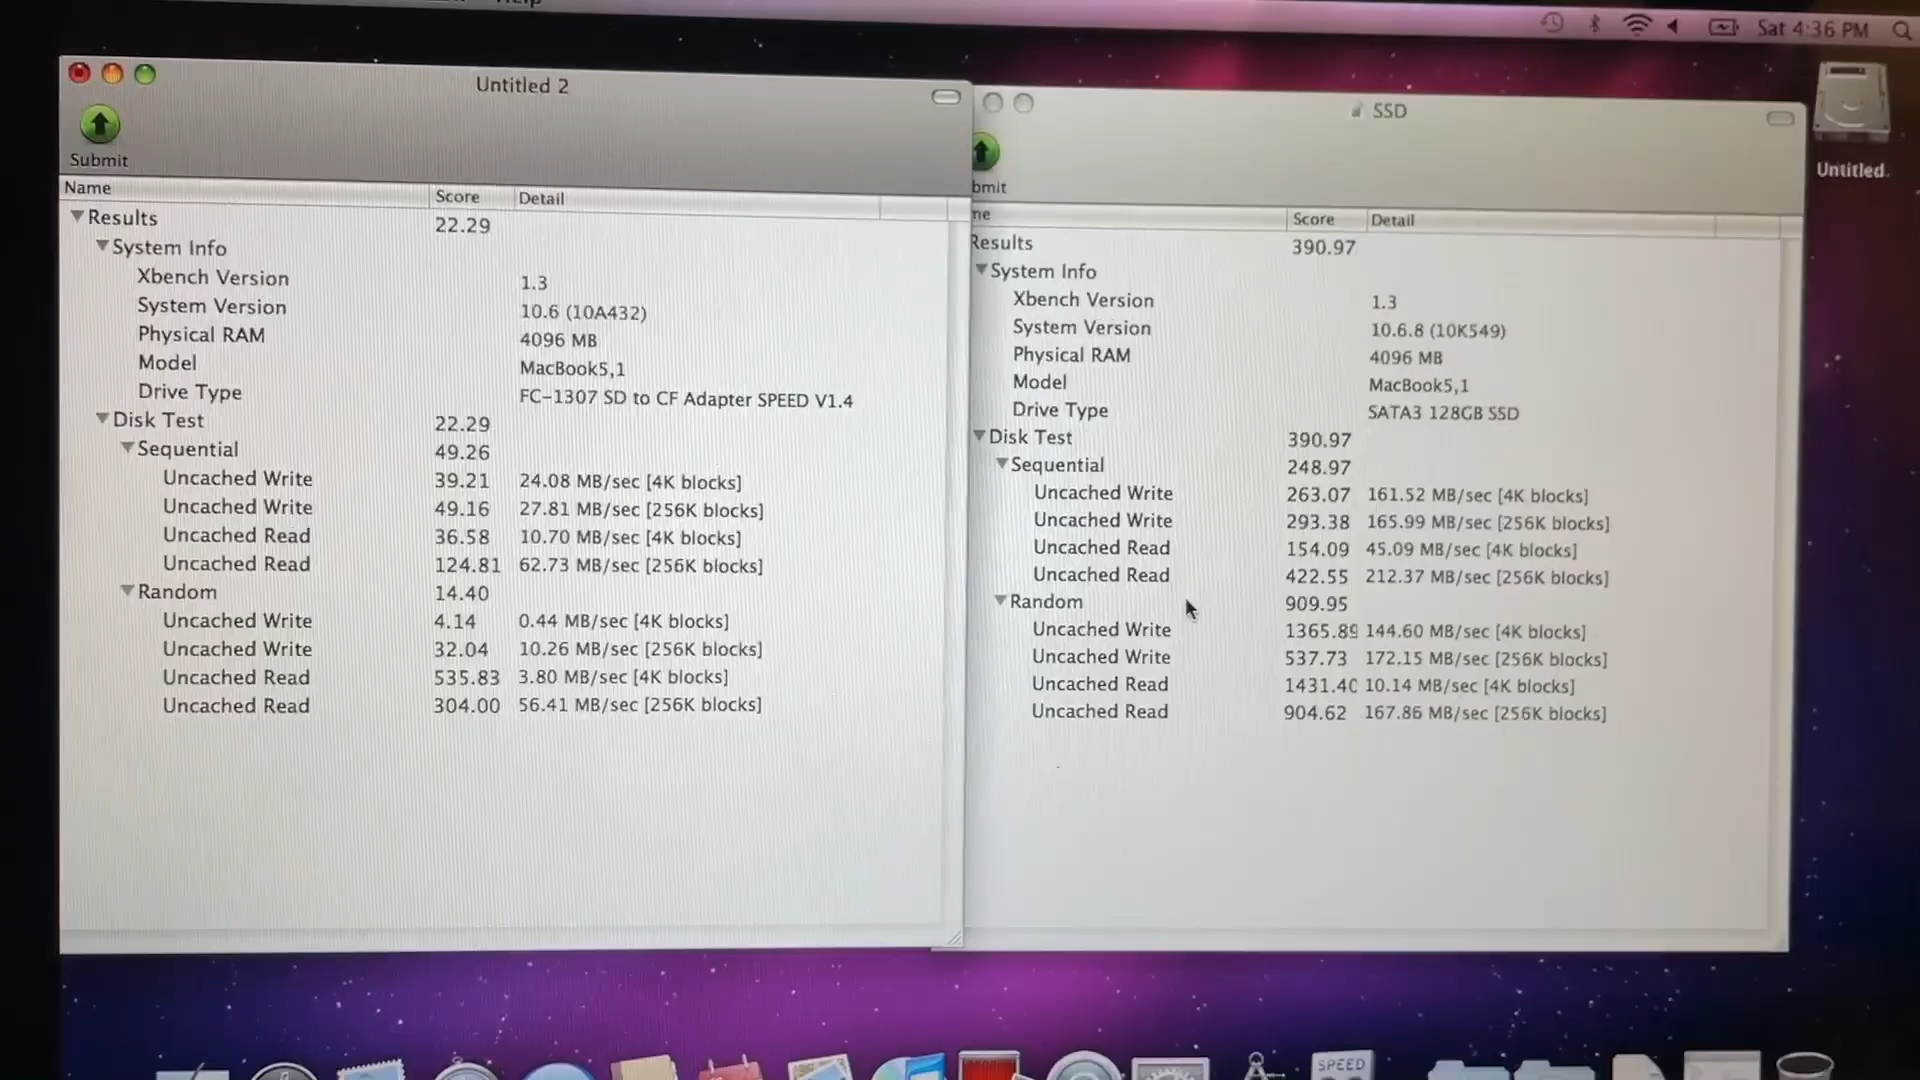 Help
Sat 4:36 PM
Untitled 2
Submit
Name Score Detail
Results 22.29
System Info
Xbench Version 1.3
System Version 10.6 (10A432)
Physical RAM 4096 MB
Model MacBook5,1
Drive Type FC-1307 SD to CF Adapter SPEED V1.4
Disk Test 22.29
Sequential 49.26
Uncached Write 39.21 24.08 MB/sec [4K blocks]
Uncached Write 49.16 27.81 MB/sec [256K blocks]
Uncached Read 36.58 10.70 MB/sec [4K blocks]
Uncached Read 124.81 62.73 MB/sec [256K blocks]
Random 14.40
Uncached Write 4.14 0.44 MB/sec [4K blocks]
Uncached Write 32.04 10.26 MB/sec [256K blocks]
Uncached Read 535.83 3.80 MB/sec [4K blocks]
Uncached Read 304.00 56.41 MB/sec [256K blocks]
SSD
bmit
me Score Detail
Results 390.97
System Info
Xbench Version 1.3
System Version 10.6.8 (10K549)
Physical RAM 4096 MB
Model MacBook5,1
Drive Type SATA3 128GB SSD
Disk Test 390.97
Sequential 248.97
Uncached Write 263.07 161.52 MB/sec [4K blocks]
Uncached Write 293.38 165.99 MB/sec [256K blocks]
Uncached Read 154.09 45.09 MB/sec [4K blocks]
Uncached Read 422.55 212.37 MB/sec [256K blocks]
Random 909.95
Uncached Write 1365.89 144.60 MB/sec [4K blocks]
Uncached Write 537.73 172.15 MB/sec [256K blocks]
Uncached Read 1431.40 10.14 MB/sec [4K blocks]
Uncached Read 904.62 167.86 MB/sec [256K blocks]
Untitled
SPEED